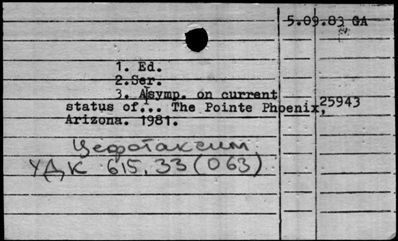 5.09.83 GA
1. Ed.
2.Ser.
3. Asymp. on current
status of... The Pointe Phoenix, 25943
Arizona. 1981.
Цефотаксим
УДК 615.33(063)